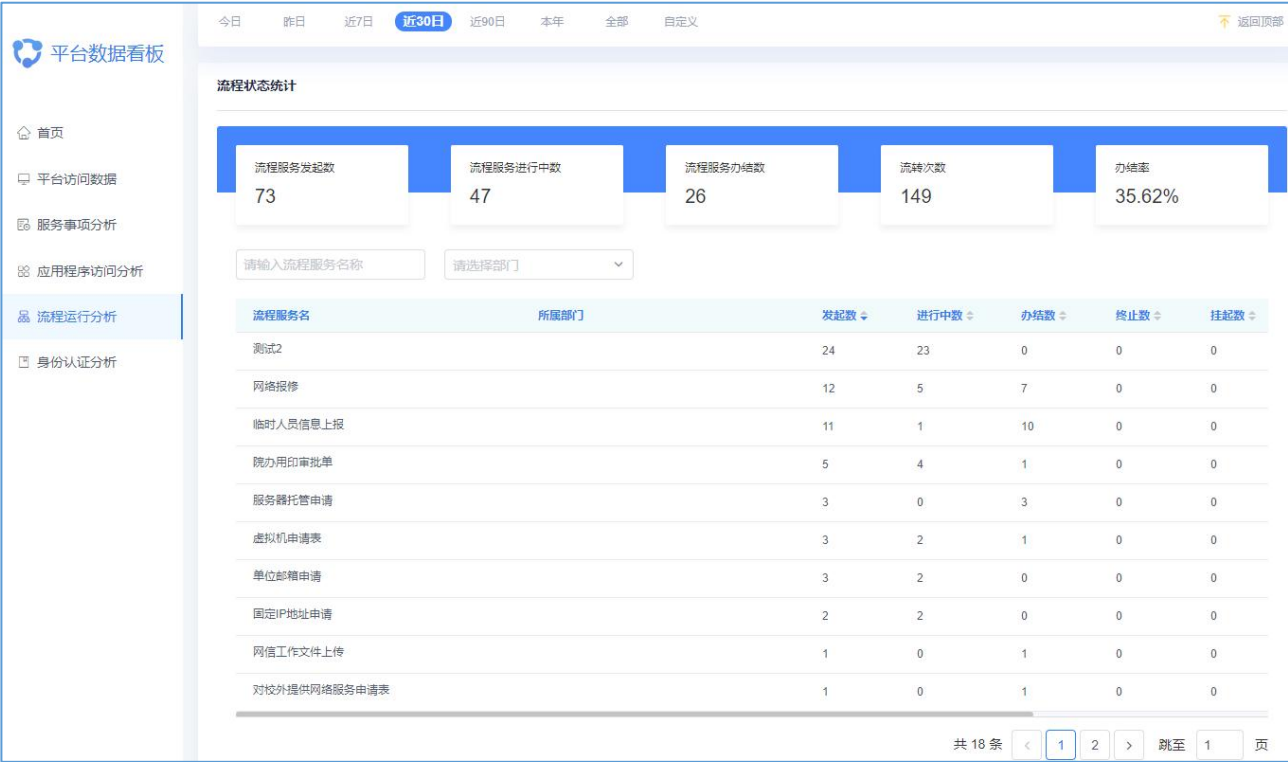 今日 昨日 近7日 近30日 近90日 本年 全部 自定义 返回顶部
平台数据看板
首页
平台访问数据
服务事项分析
应用程序访问分析
流程运行分析
身份认证分析
流程状态统计
流程服务发起数 流程服务进行中数 流程服务办结数 流转次数 办结率
73 47 26 149 35.62%
请输入流程服务名称 请选择部门
流程服务名 所属部门 发起数 进行中数 办结数 终止数 挂起数
测试2 24 23 0 0 0
网络报修 12 5 7 0 0
临时人员信息上报 11 1 10 0 0
院办用印审批单 5 4 1 0 0
服务器托管申请 3 0 3 0 0
虚拟机申请表 3 2 1 0 0
单位邮箱申请 3 2 0 0 0
固定IP地址申请 2 2 0 0 0
网信工作文件上传 1 0 1 0 0
对校外提供网络服务申请表 1 0 1 0 0
共 18 条 < 1 2 > 跳至 1 页